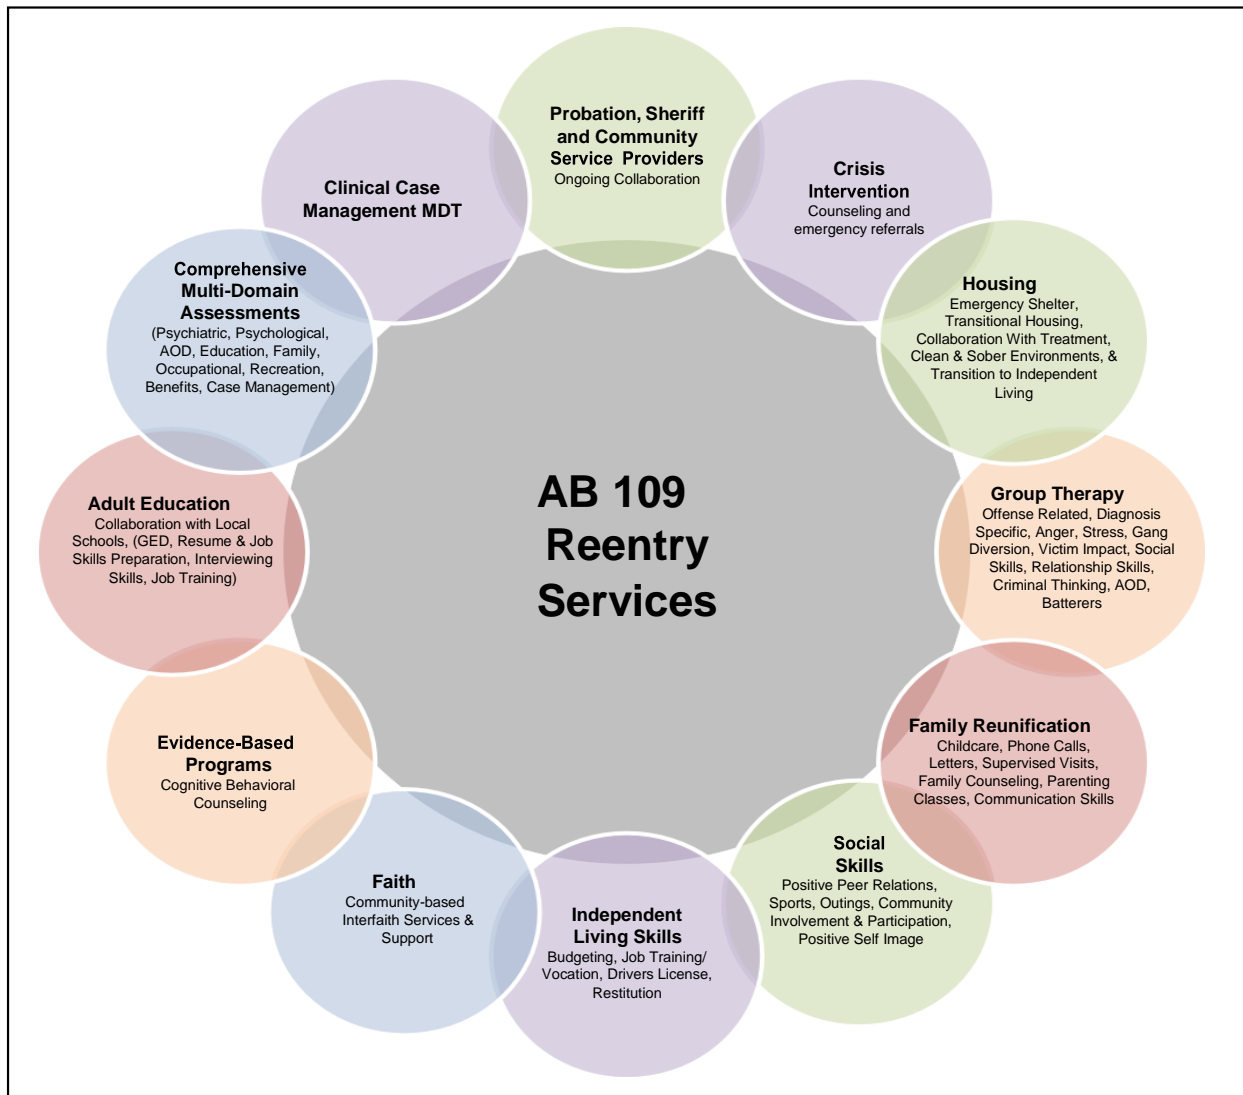 Probation, Sheriff
and Community
Service Providers
Ongoing Collaboration
Crisis
Intervention
Counseling and
emergency referrals
Housing
Emergency Shelter,
Transitional Housing,
Collaboration With Treatment,
Clean & Sober Environments, &
Transition to Independent
Living
Group Therapy
Offense Related, Diagnosis
Specific, Anger, Stress, Gang
Diversion, Victim Impact, Social
Skills, Relationship Skills,
Criminal Thinking, AOD,
Batterers
Family Reunification
Childcare, Phone Calls,
Letters, Supervised Visits,
Family Counseling, Parenting
Classes, Communication Skills
Social
Skills
Positive Peer Relations,
Sports, Outings, Community
Involvement & Participation,
Positive Self Image
Independent
Living Skills
Budgeting, Job Training/
Vocation, Drivers License,
Restitution
Faith
Community-based
Interfaith Services &
Support
Evidence-Based
Programs
Cognitive Behavioral
Counseling
Adult Education
Collaboration with Local
Schools, (GED, Resume & Job
Skills Preparation, Interviewing
Skills, Job Training)
Comprehensive
Multi-Domain
Assessments
(Psychiatric, Psychological,
AOD, Education, Family,
Occupational, Recreation,
Benefits, Case Management)
Clinical Case
Management MDT
AB 109
Reentry
Services